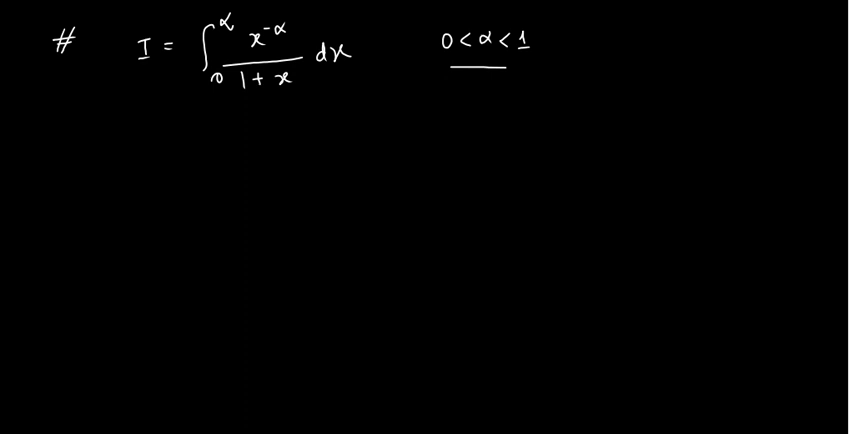 # I = ∫₀^α x^{-α}/(1 + x) dx 0 < α < 1